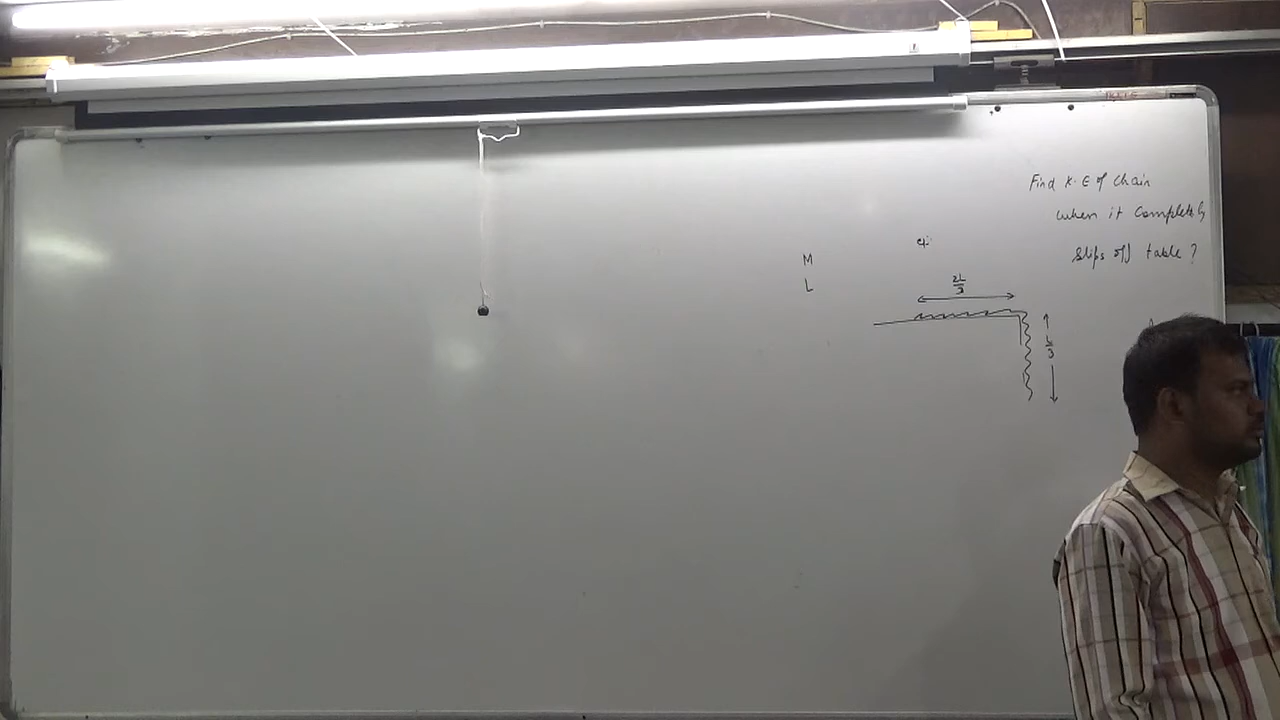 Find K.E of chain
when it completely
slips off table ?
M
L
2L/3
L/3